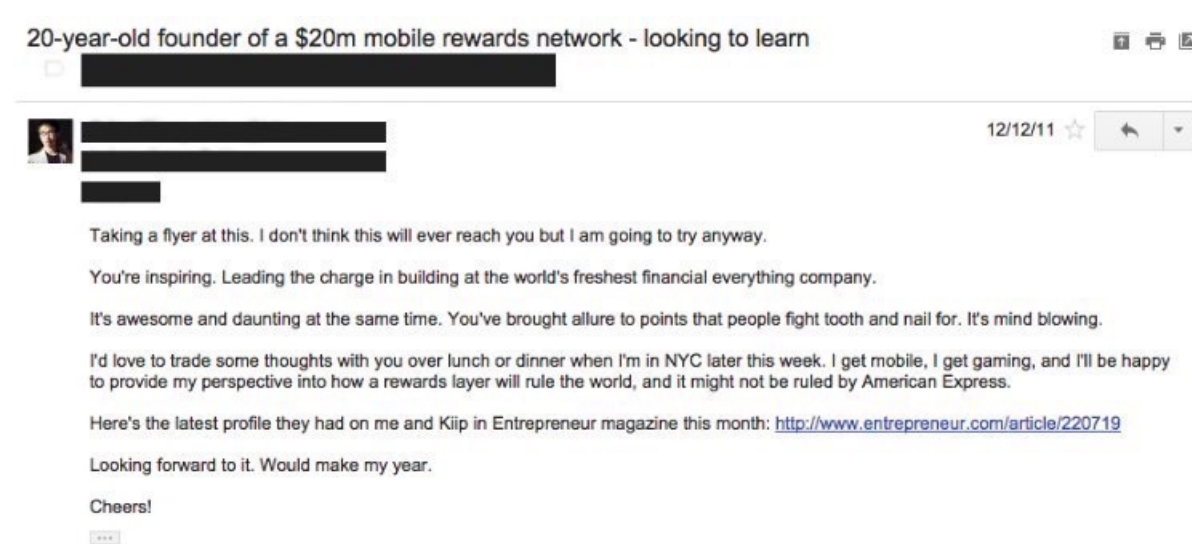 20-year-old founder of a $20m mobile rewards network - looking to learn
12/12/11
Taking a flyer at this. I don't think this will ever reach you but I am going to try anyway.
You're inspiring. Leading the charge in building at the world's freshest financial everything company.
It's awesome and daunting at the same time. You've brought allure to points that people fight tooth and nail for. It's mind blowing.
I'd love to trade some thoughts with you over lunch or dinner when I'm in NYC later this week. I get mobile, I get gaming, and I'll be happy
to provide my perspective into how a rewards layer will rule the world, and it might not be ruled by American Express.
Here's the latest profile they had on me and Kiip in Entrepreneur magazine this month: http://www.entrepreneur.com/article/220719
Looking forward to it. Would make my year.
Cheers!